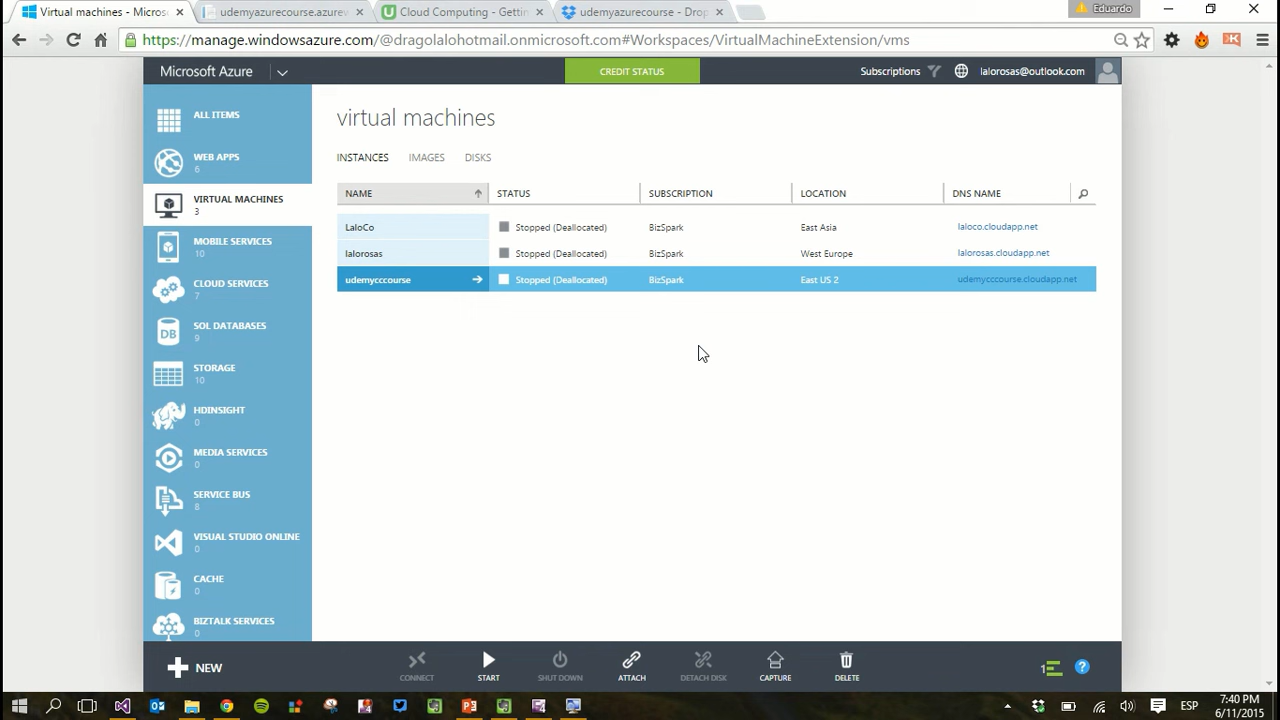 Virtual machines - Micros
udemyazurecourse.azurew
Cloud Computing - Gettin
udemyazurecourse - Drop
Eduardo
https://manage.windowsazure.com/@dragolalohotmail.onmicrosoft.com#Workspaces/VirtualMachineExtension/vms
Microsoft Azure
CREDIT STATUS
Subscriptions
lalorosas@outlook.com
ALL ITEMS
WEB APPS
6
VIRTUAL MACHINES
3
MOBILE SERVICES
10
CLOUD SERVICES
7
SQL DATABASES
9
DB
STORAGE
10
HDINSIGHT
0
MEDIA SERVICES
0
SERVICE BUS
8
VISUAL STUDIO ONLINE
0
CACHE
0
BIZTALK SERVICES
0
virtual machines
INSTANCES IMAGES DISKS
NAME STATUS SUBSCRIPTION LOCATION DNS NAME
LaloCo Stopped (Deallocated) BizSpark East Asia laloco.cloudapp.net
lalorosas Stopped (Deallocated) BizSpark West Europe lalorosas.cloudapp.net
udemycccourse Stopped (Deallocated) BizSpark East US 2 udemycccourse.cloudapp.net
NEW
CONNECT START SHUT DOWN ATTACH DETACH DISK CAPTURE DELETE
1
?
ESP
7:40 PM
6/11/2015